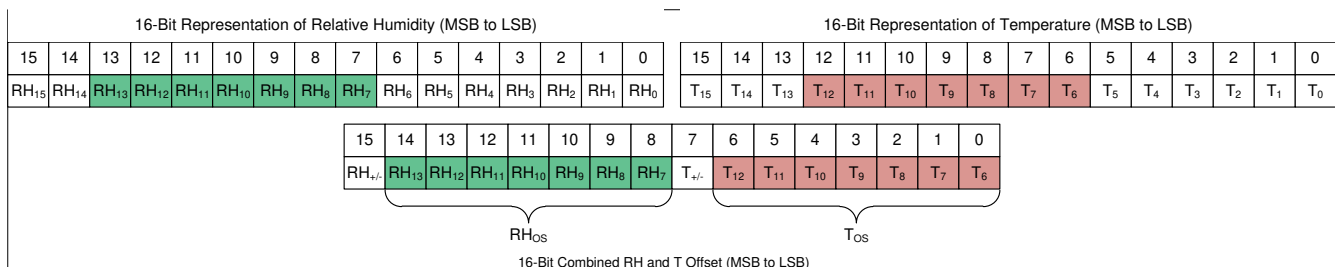 16-Bit Representation of Relative Humidity (MSB to LSB)
15 14 13 12 11 10 9 8 7 6 5 4 3 2 1 0
RH15 RH14 RH13 RH12 RH11 RH10 RH9 RH8 RH7 RH6 RH5 RH4 RH3 RH2 RH1 RH0
16-Bit Representation of Temperature (MSB to LSB)
15 14 13 12 11 10 9 8 7 6 5 4 3 2 1 0
T15 T14 T13 T12 T11 T10 T9 T8 T7 T6 T5 T4 T3 T2 T1 T0
15 14 13 12 11 10 9 8 7 6 5 4 3 2 1 0
RH+/- RH13 RH12 RH11 RH10 RH9 RH8 RH7 T+/- T12 T11 T10 T9 T8 T7 T6
RHOS TOS
16-Bit Combined RH and T Offset (MSB to LSB)